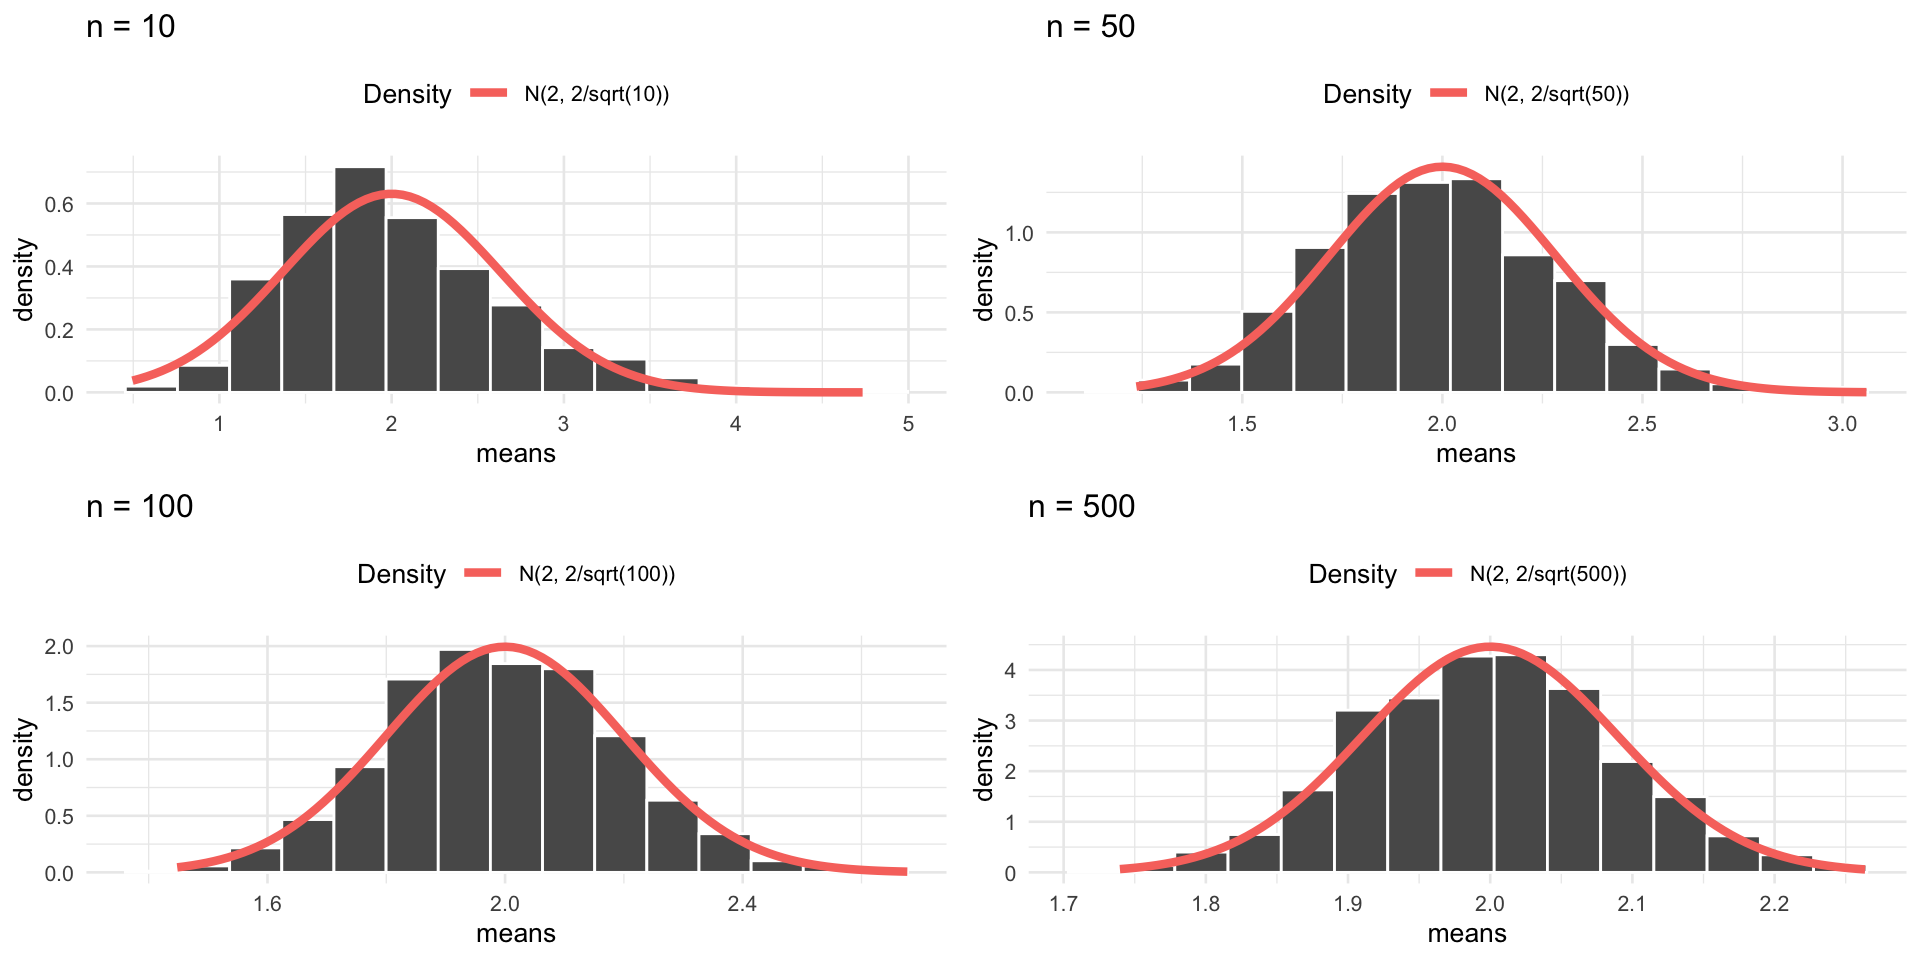 n = 10
Density N(2, 2/sqrt(10))
density
0.6
0.4
0.2
0.0
1 2 3 4 5
means
n = 50
Density N(2, 2/sqrt(50))
density
1.0
0.5
0.0
1.5 2.0 2.5 3.0
means
n = 100
Density N(2, 2/sqrt(100))
density
2.0
1.5
1.0
0.5
0.0
1.6 2.0 2.4
means
n = 500
Density N(2, 2/sqrt(500))
density
4
3
2
1
0
1.7 1.8 1.9 2.0 2.1 2.2
means